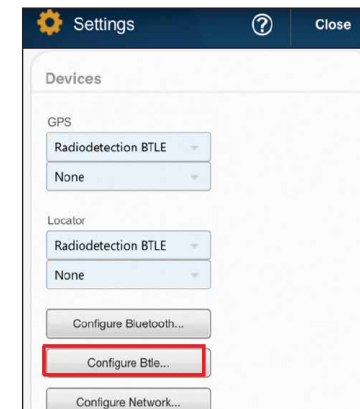 Settings
Close
Devices
GPS
Radiodetection BTLE
None
Locator
Radiodetection BTLE
None
Configure Bluetooth...
Configure Btle...
Configure Network...